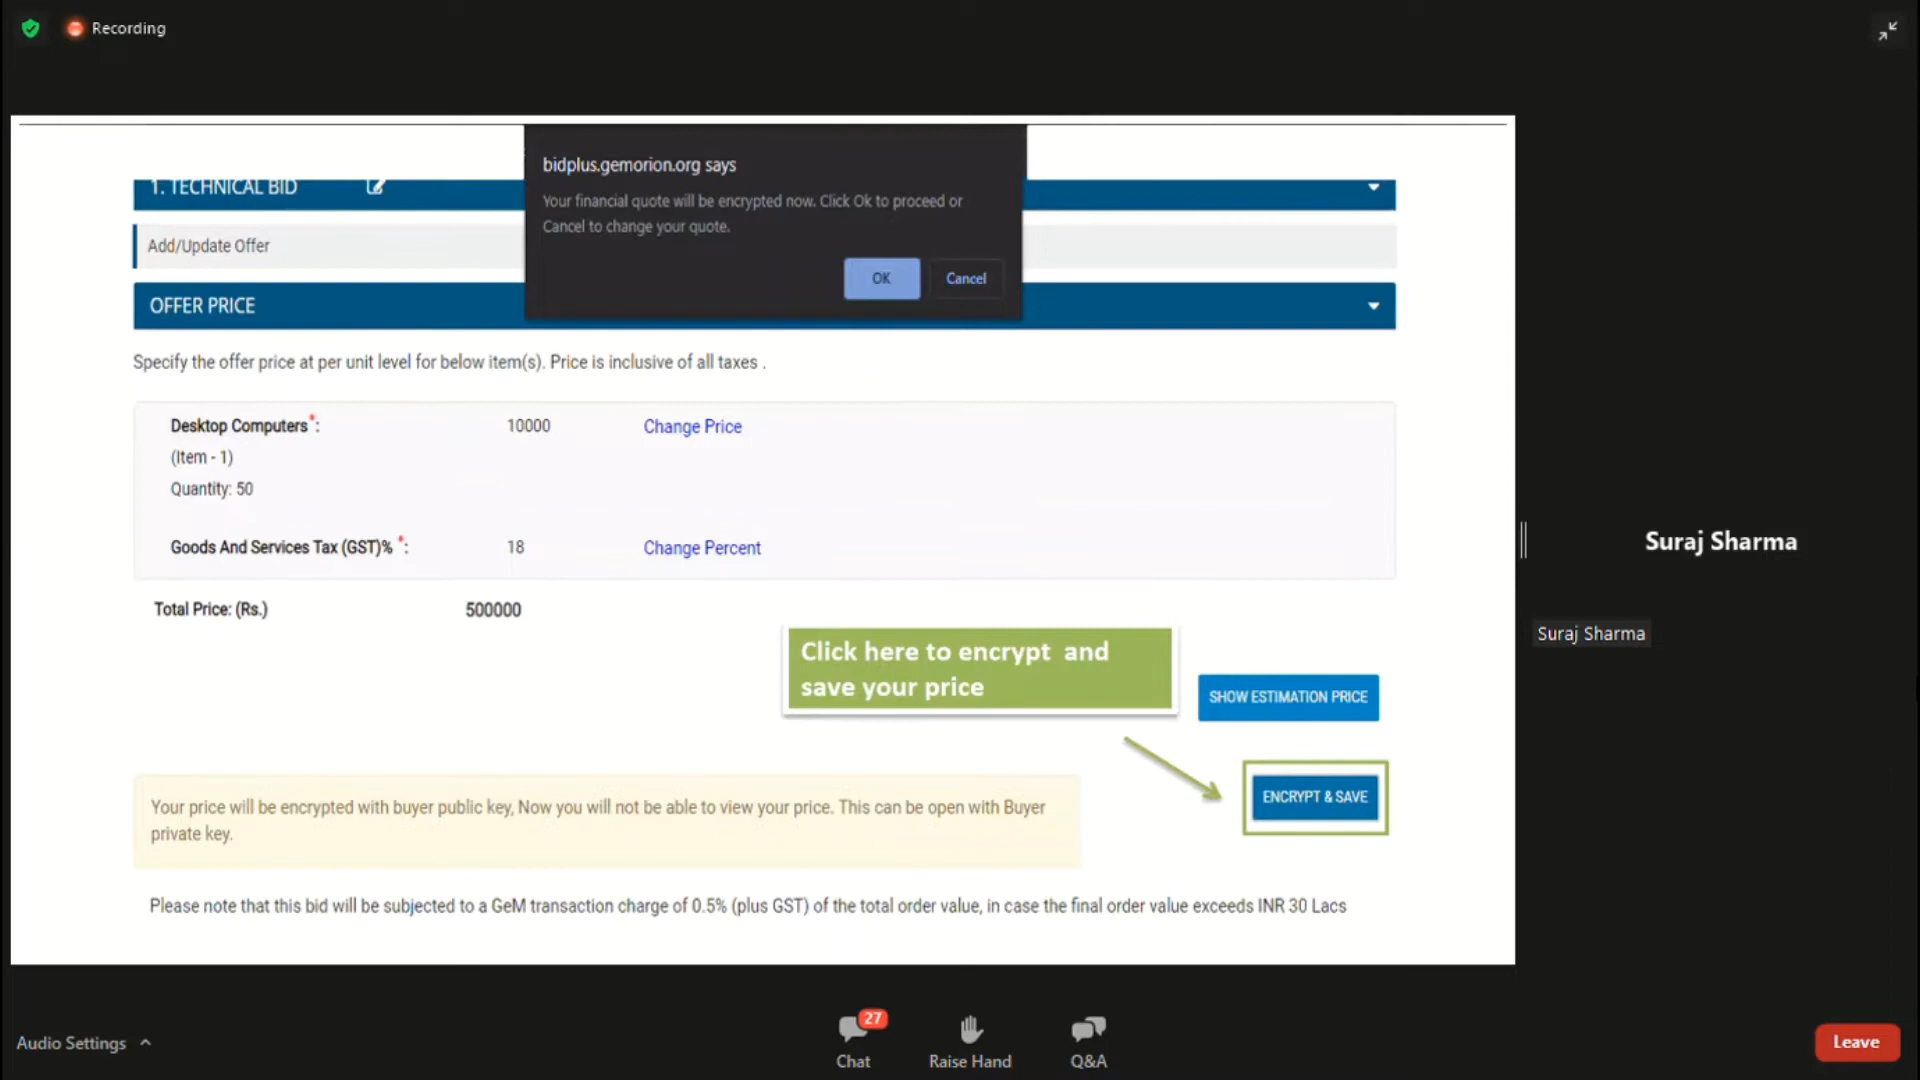 Recording
bidplus.gemorion.org says
Your financial quote will be encrypted now. Click Ok to proceed or
Cancel to change your quote.
OK Cancel
1. TECHNICAL BID
Add/Update Offer
OFFER PRICE
Specify the offer price at per unit level for below item(s). Price is inclusive of all taxes .
Desktop Computers*: 10000 Change Price
(Item - 1)
Quantity: 50
Goods And Services Tax (GST)% *: 18 Change Percent
Total Price: (Rs.) 500000
Click here to encrypt and
save your price
SHOW ESTIMATION PRICE
ENCRYPT & SAVE
Your price will be encrypted with buyer public key, Now you will not be able to view your price. This can be open with Buyer
private key.
Please note that this bid will be subjected to a GeM transaction charge of 0.5% (plus GST) of the total order value, in case the final order value exceeds INR 30 Lacs
Suraj Sharma
Suraj Sharma
Audio Settings
27
Chat
Raise Hand
Q&A
Leave